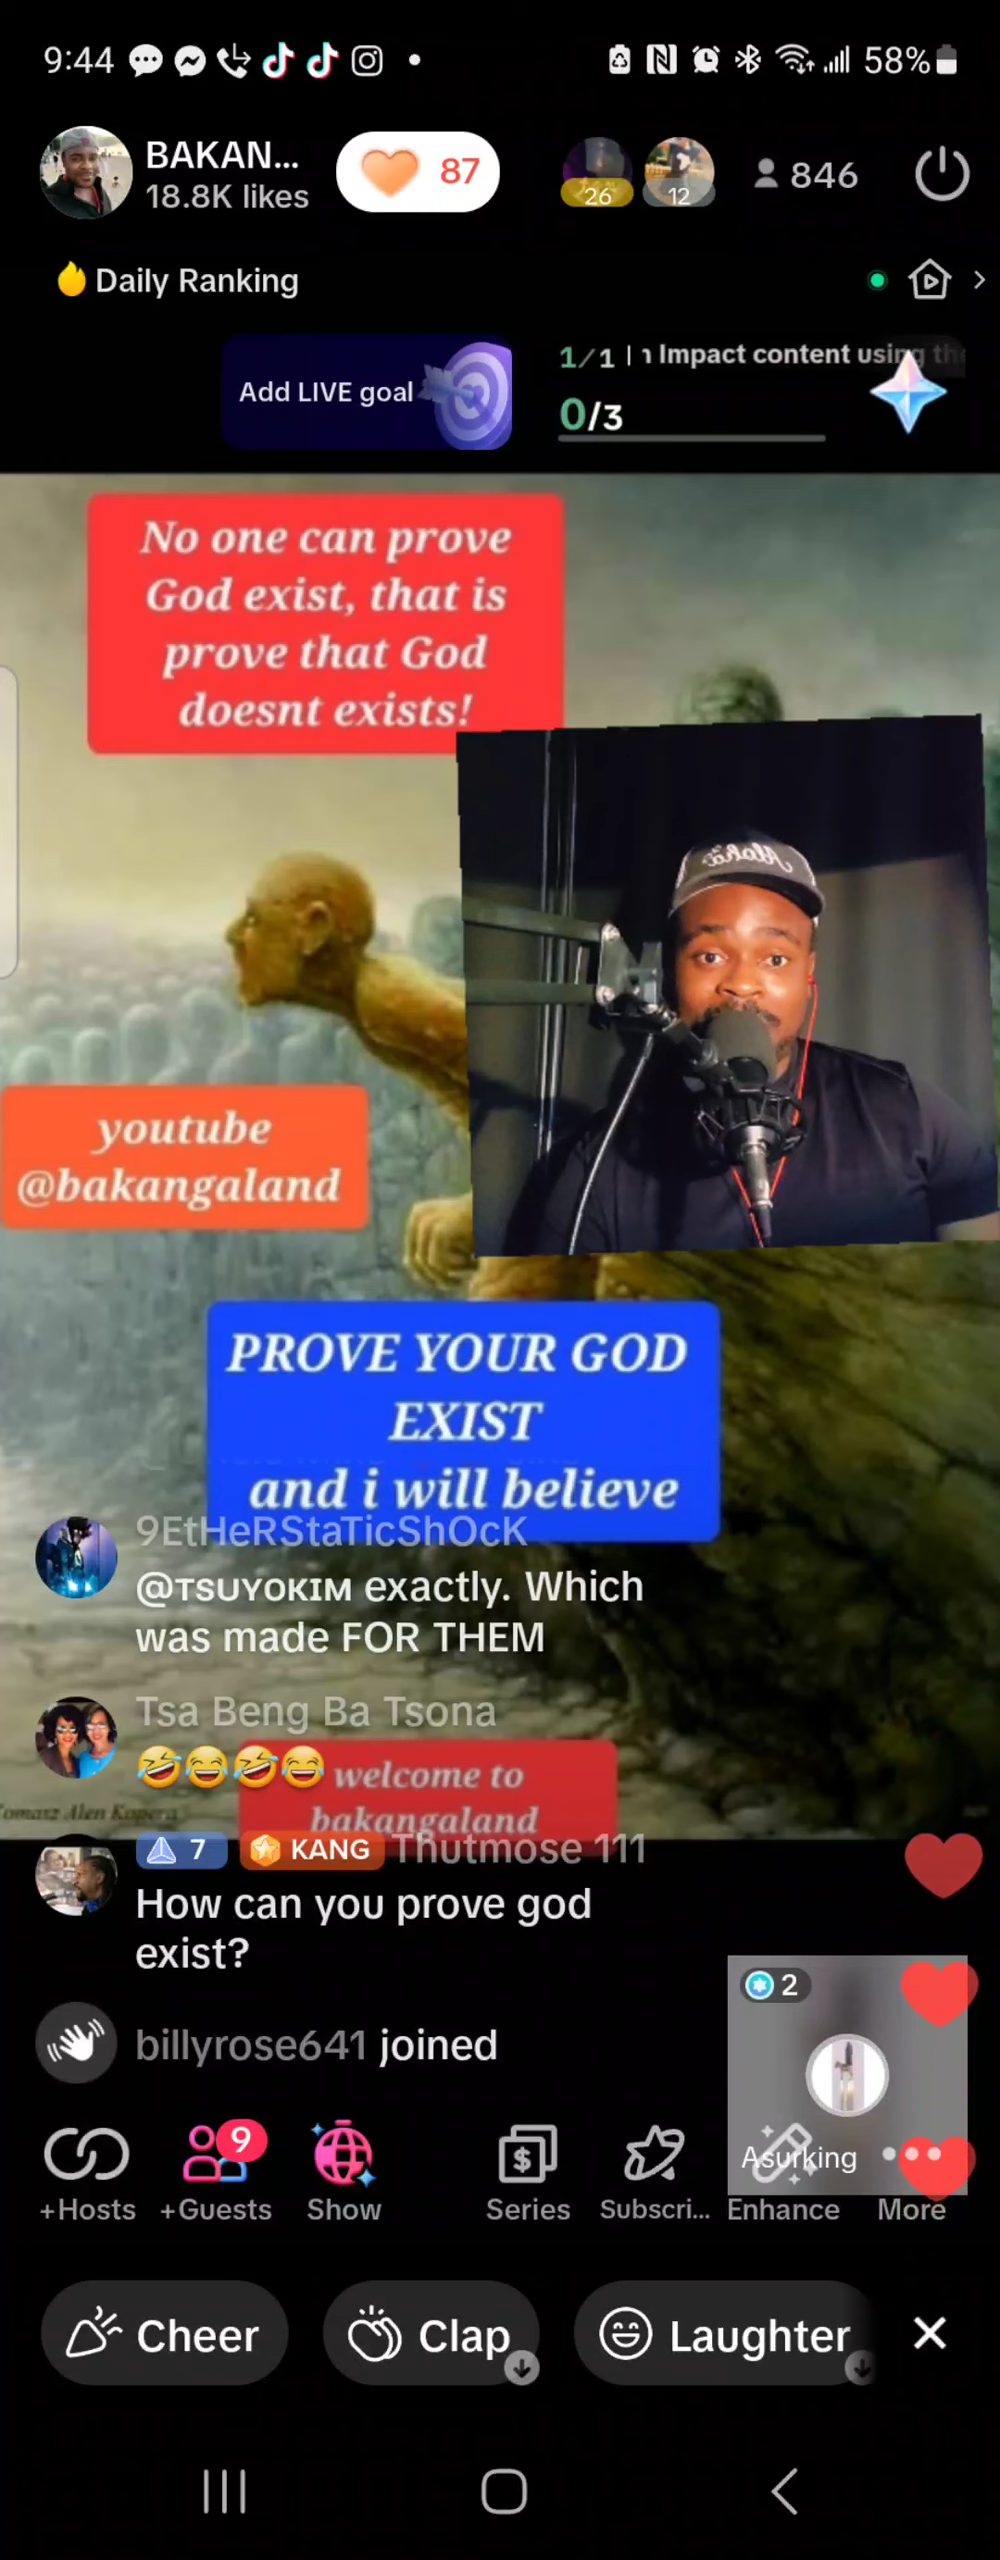 9:44
58%
BAKAN...
18.8K likes
87
26
12
846
Daily Ranking
Add LIVE goal
1/1 | Impact content using
0/3
No one can prove
God exist, that is
prove that God
doesnt exists!
youtube
@bakangaland
PROVE YOUR GOD
EXIST
and i will believe
9EtHeRStaTicShOcK
@TSUYOKIM exactly. Which
was made FOR THEM
Tsa Beng Ba Tsona
🤣😂🤣😂
welcome to
bakangaland
7 KANG Thutmose 111
How can you prove god
exist?
billyrose641 joined
2
Asurking
9
+Hosts
+Guests
Show
$
Series
Subscri...
Enhance
More
Cheer
Clap
Laughter